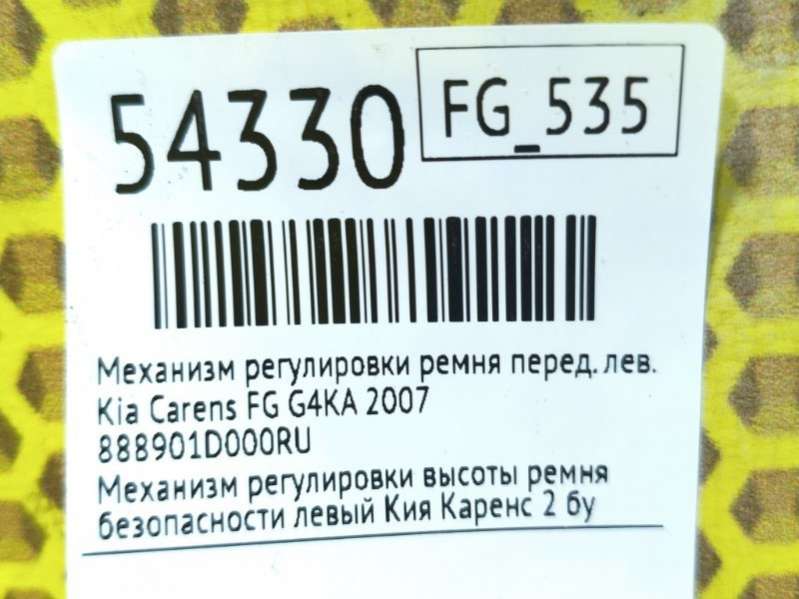 54330
FG_535
Механизм регулировки ремня перед. лев.
Kia Carens FG G4KA 2007
888901D000RU
Механизм регулировки высоты ремня
безопасности левый Кия Каренс 2 бу